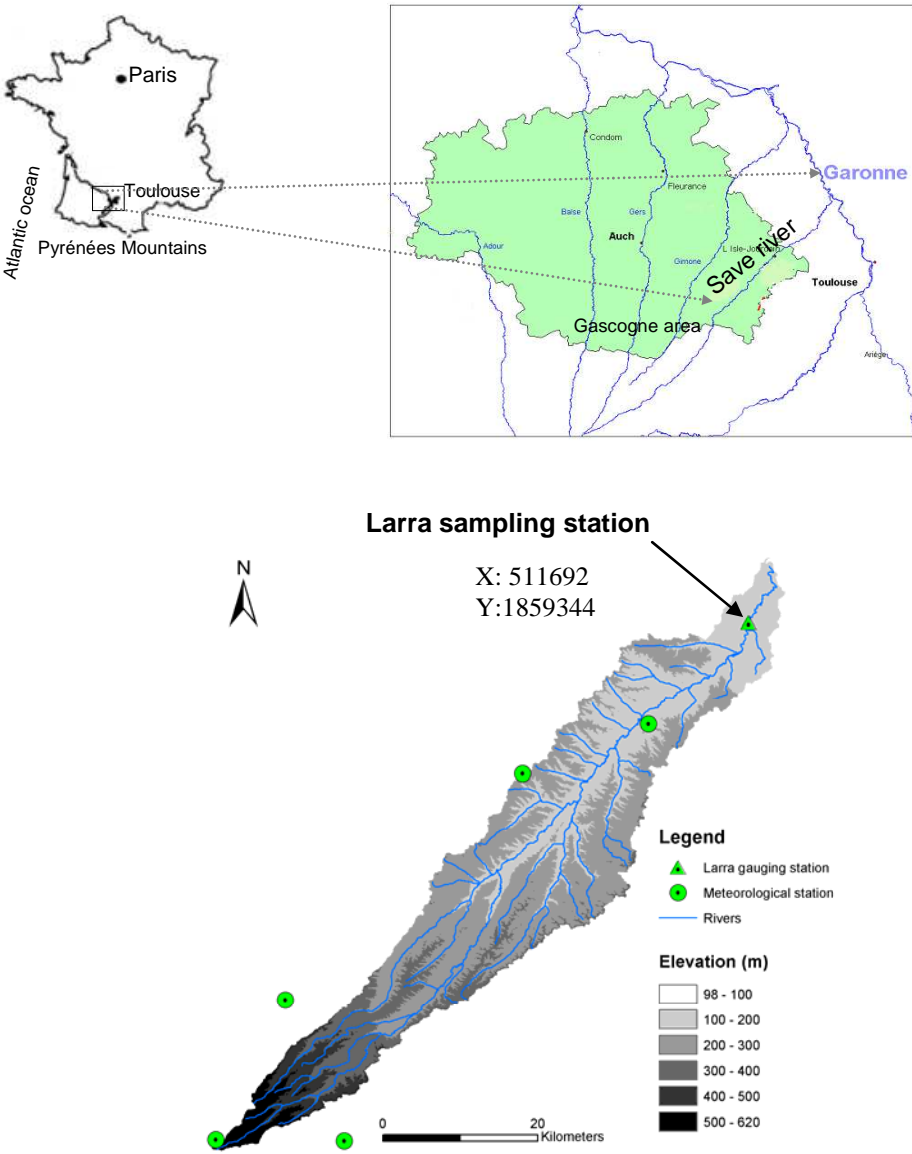 Paris
Toulouse
Atlantic ocean
Pyrénées Mountains
Condom
Garonne
Fleurance
Baïse
Gers
Auch
Adour
Gimone
L Isle-Jourdain
Save river
Toulouse
Gascogne area
Ariège
Larra sampling station
X: 511692
Y:1859344
N
Legend
Larra gauging station
Meteorological station
Rivers
Elevation (m)
98 - 100
100 - 200
200 - 300
300 - 400
400 - 500
500 - 620
0 20
Kilometers